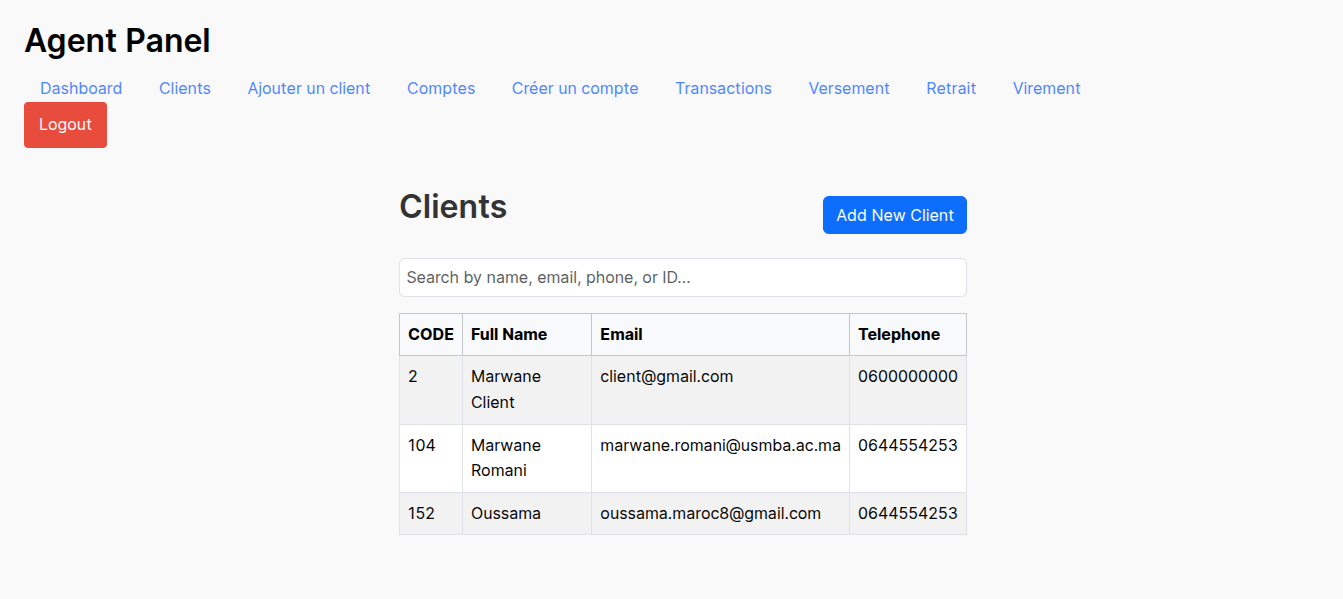 Agent Panel
Dashboard Clients Ajouter un client Comptes Créer un compte Transactions Versement Retrait Virement
Logout
Clients
Add New Client
Search by name, email, phone, or ID...
CODE Full Name Email Telephone
2 Marwane client@gmail.com 0600000000
Client
104 Marwane marwane.romani@usmba.ac.ma 0644554253
Romani
152 Oussama oussama.maroc8@gmail.com 0644554253